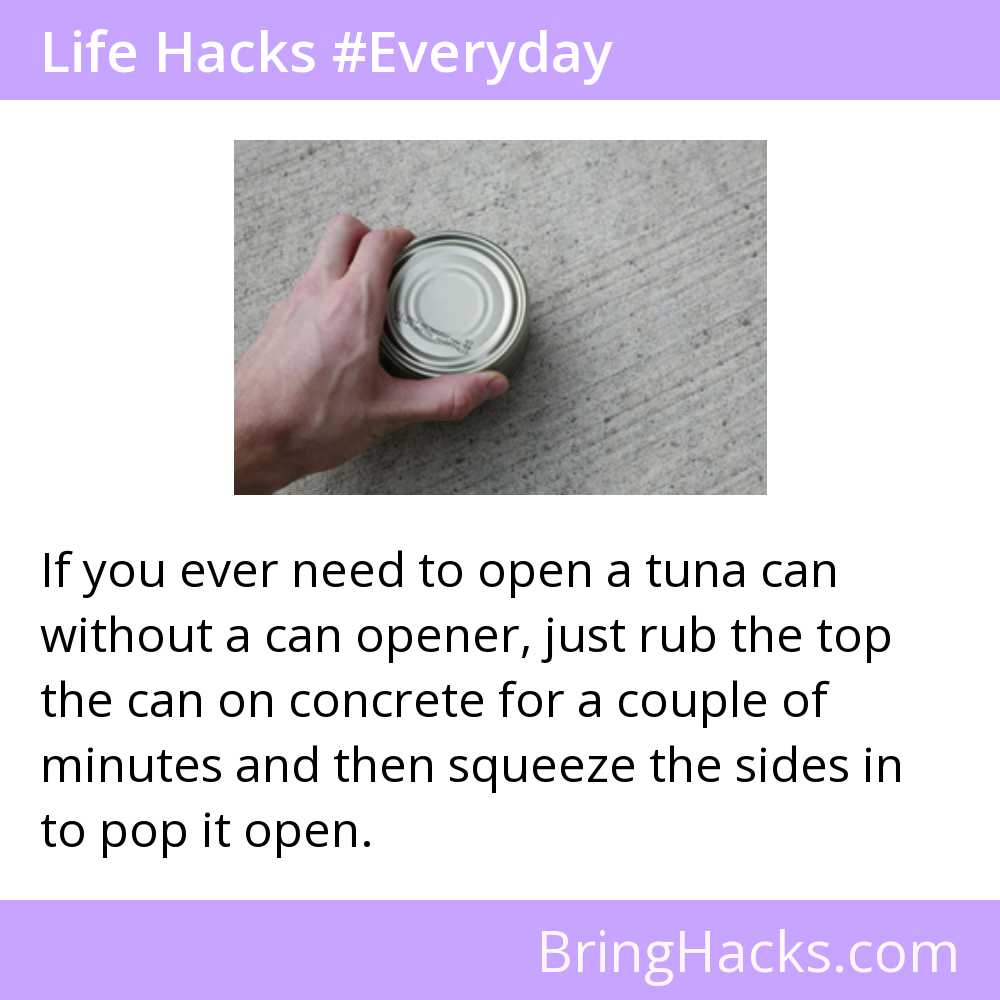 Life Hacks #Everyday
If you ever need to open a tuna can
without a can opener, just rub the top
the can on concrete for a couple of
minutes and then squeeze the sides in
to pop it open.
BringHacks.com